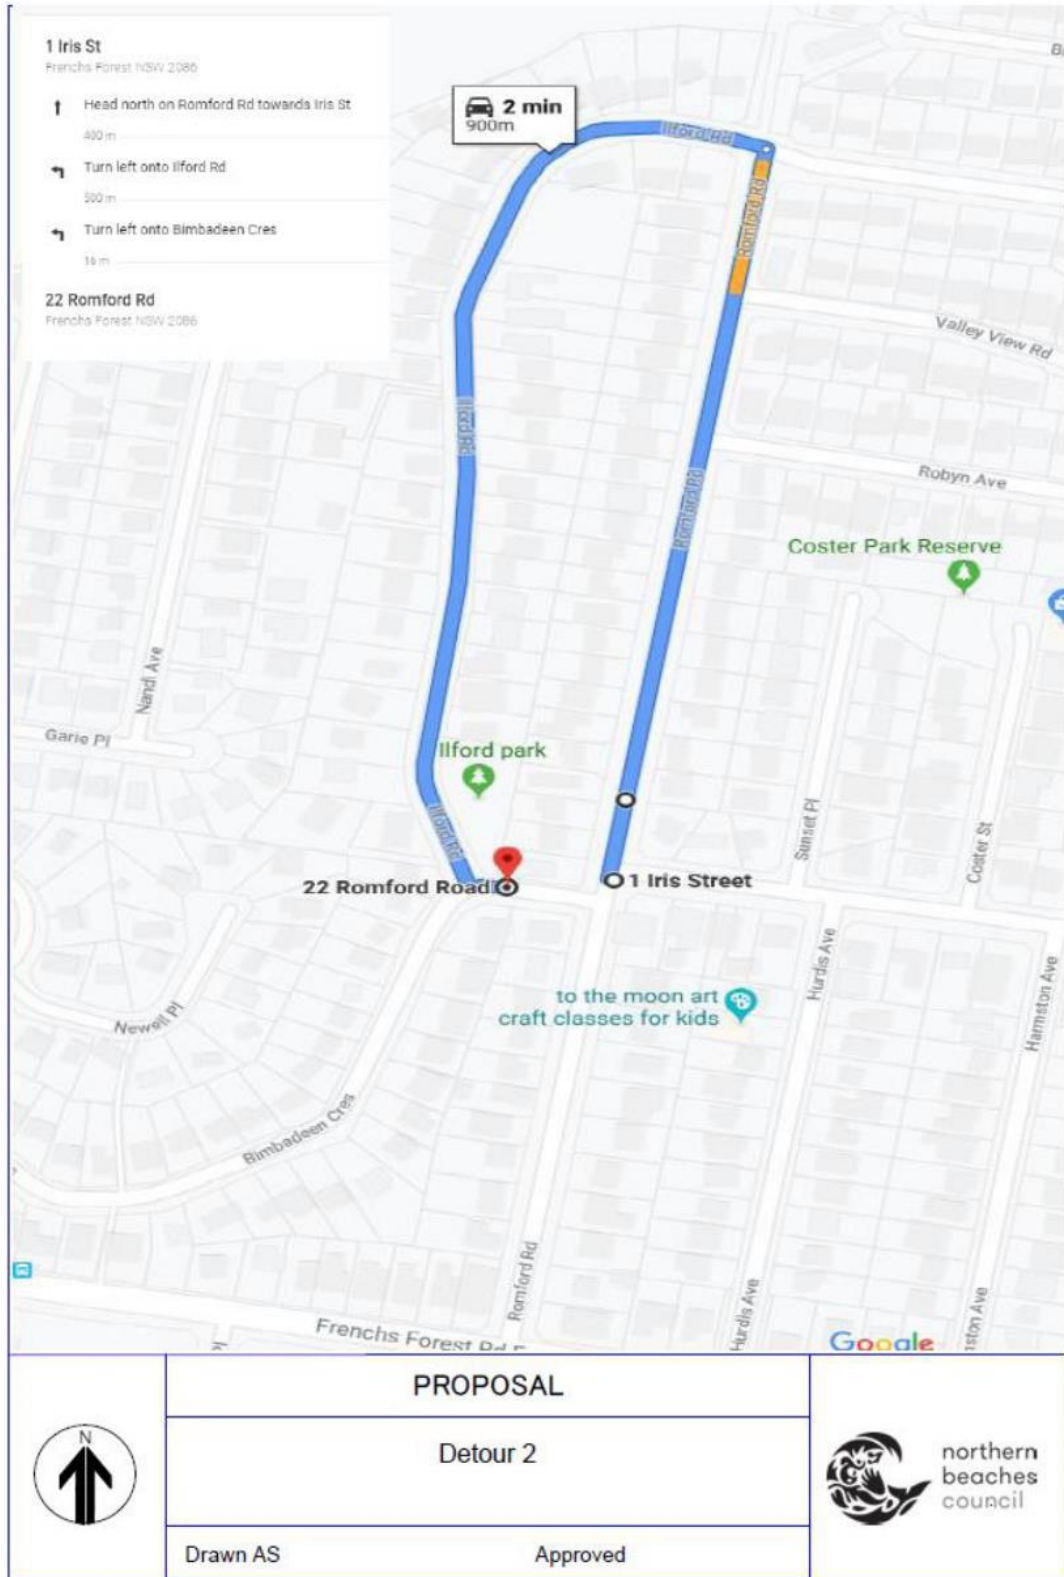 1 Iris St
Frenchs Forest NSW 2086
Head north on Romford Rd towards Iris St
400 m
Turn left onto Ilford Rd
500 m
Turn left onto Bimbadeen Cres
16 m
22 Romford Rd
Frenchs Forest NSW 2086
2 min
900m
Ilford Rd
Romford Rd
Valley View Rd
Ilford Rd
Robyn Ave
Romford Rd
Coster Park Reserve
Nandi Ave
Garie Pl
Ilford park
Ilford Rd
Sunset Pl
Coster St
22 Romford Road
1 Iris Street
Hurdis Ave
Harmston Ave
to the moon art
craft classes for kids
Newell Pl
Bimbadeen Cres
Romford Rd
Hurdis Ave
ston Ave
Frenchs Forest Rd E
Google
PROPOSAL
N
Detour 2
northern
beaches
council
Drawn AS
Approved